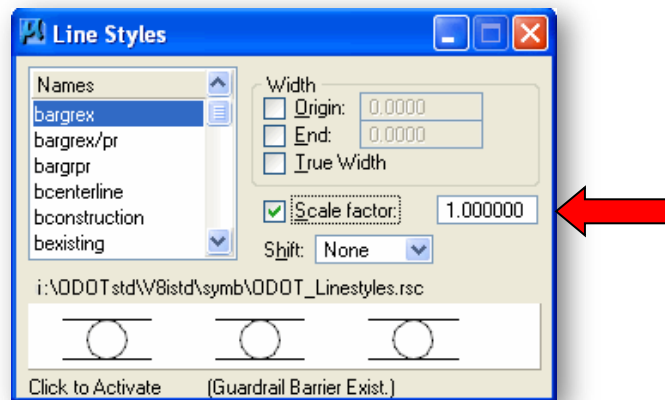 Line Styles
Names
bargrex
bargrex/pr
bargrpr
bcenterline
bconstruction
bexisting
Width
Origin: 0.0000
End: 0.0000
True Width
Scale factor: 1.000000
Shift: None
i:\ODOTstd\V8istd\symb\ODOT_Linestyles.rsc
Click to Activate (Guardrail Barrier Exist.)